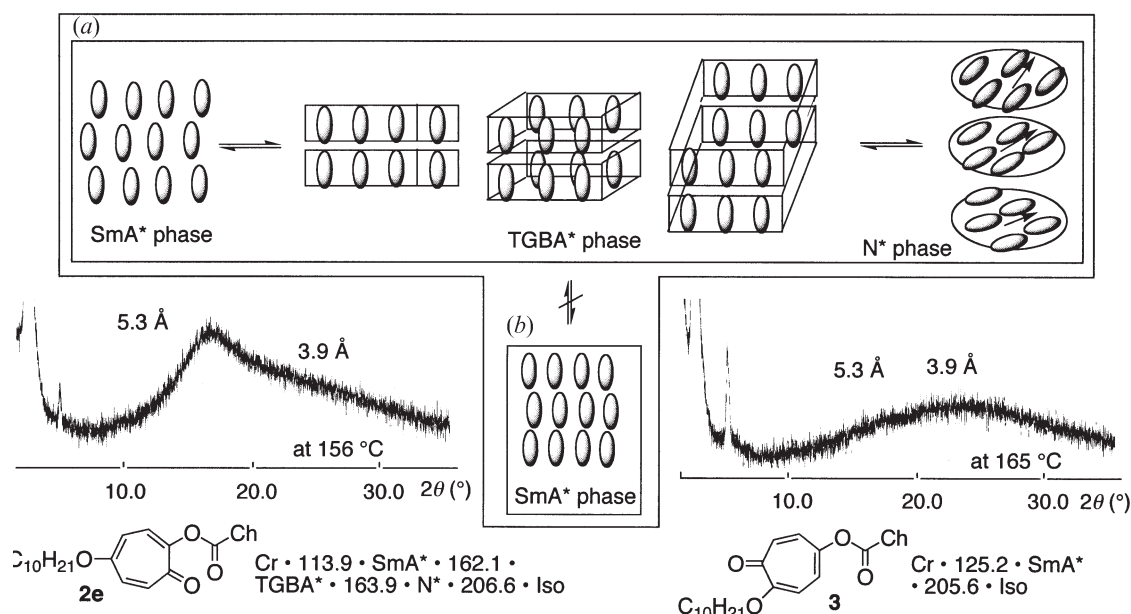 (a)
SmA* phase
TGBA* phase
N* phase
(b)
SmA* phase
5.3 Å
3.9 Å
at 156 °C
10.0 20.0 30.0 2θ (°)
5.3 Å 3.9 Å
at 165 °C
10.0 20.0 30.0 2θ (°)
C10H21O
O
O
Ch
O
2e
Cr • 113.9 • SmA* • 162.1 •
TGBA* • 163.9 • N* • 206.6 • Iso
O
O
Ch
O
C10H21O
3
Cr • 125.2 • SmA*
• 205.6 • Iso